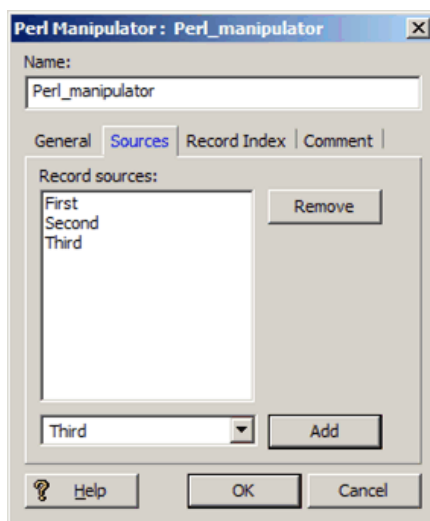 Perl Manipulator : Perl_manipulator
Name:
Perl_manipulator
General Sources Record Index Comment
Record sources:
First
Second
Third
Remove
Third
Add
Help OK Cancel